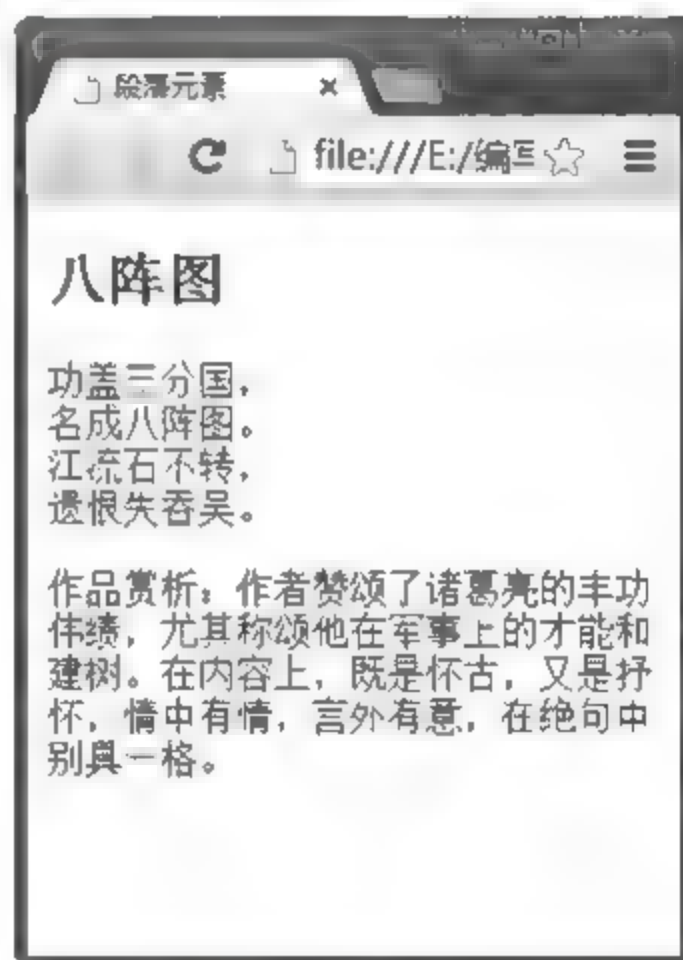 段落元素
file:///E:/编写
八阵图
功盖三分国，
名成八阵图。
江流石不转，
遗恨失吞吴。
作品赏析：作者赞颂了诸葛亮的丰功
伟绩，尤其称颂他在军事上的才能和
建树。在内容上，既是怀古，又是抒
怀，情中有情，言外有意，在绝句中
别具一格。